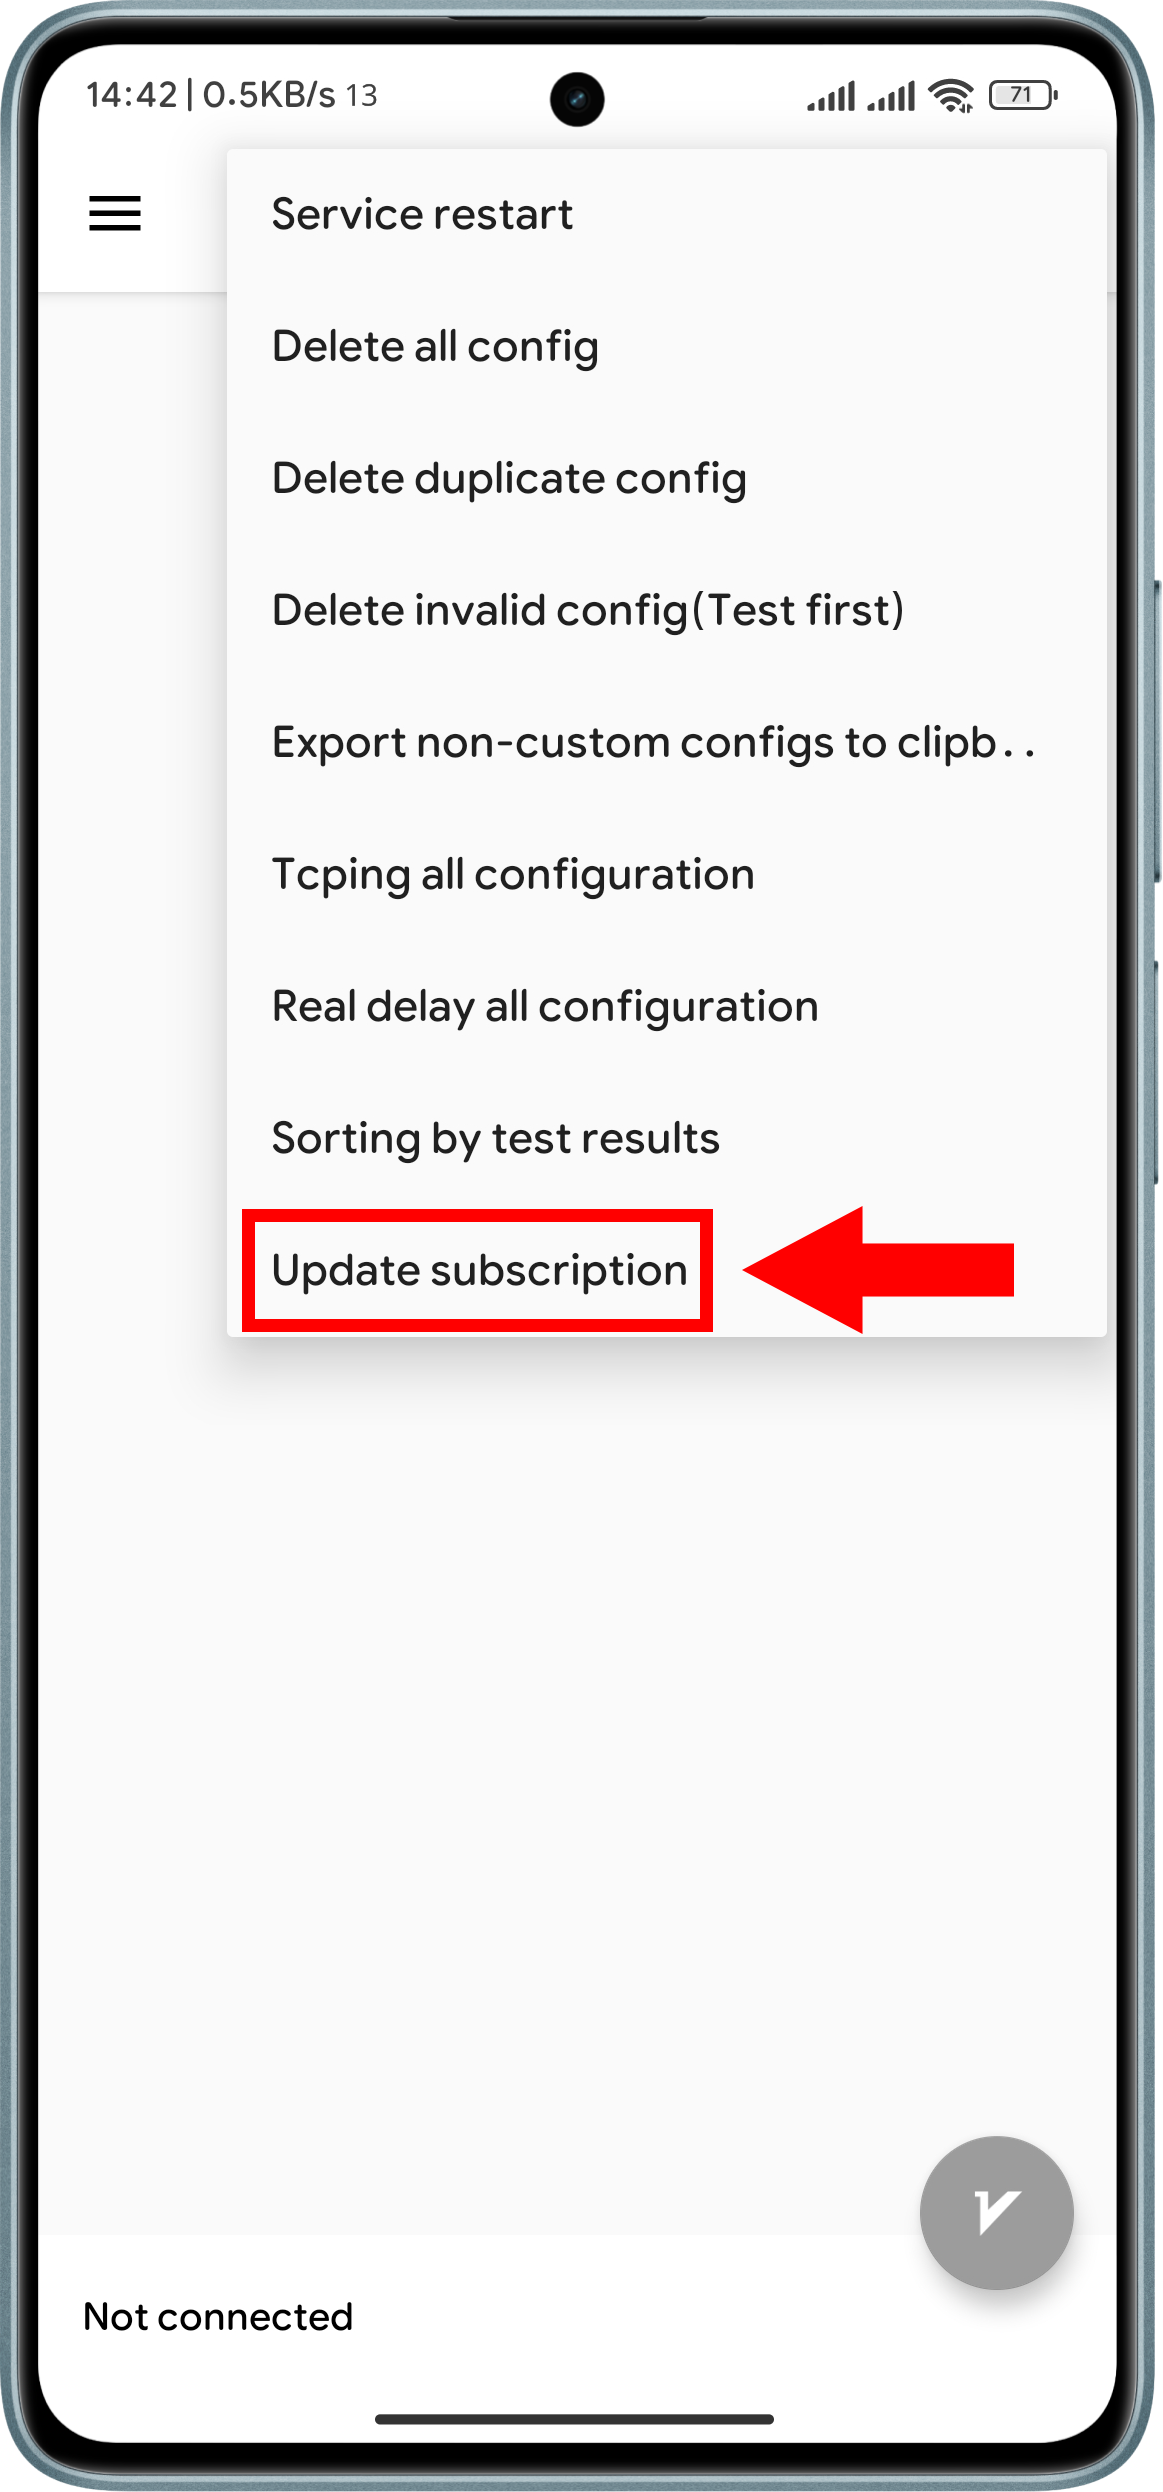 14:42 | 0.5KB/s 13
71
Service restart
Delete all config
Delete duplicate config
Delete invalid config(Test first)
Export non-custom configs to clipb..
Tcping all configuration
Real delay all configuration
Sorting by test results
Update subscription
Not connected